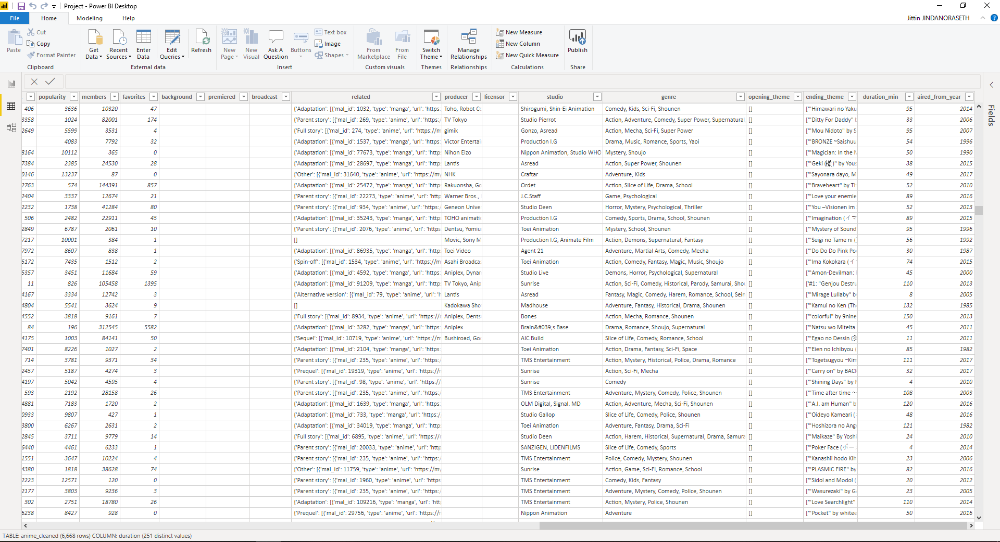 Project - Power BI Desktop
File Home Modeling Help Jittin JINDANORASETH
Paste Cut Copy Format Painter Clipboard
Get Data Recent Sources Enter Data Edit Queries Refresh External data
New Page New Visual Ask A Question Buttons Text box Image Shapes Insert
From Marketplace From File Custom visuals
Switch Theme Themes
Manage Relationships Relationships
New Measure New Column New Quick Measure Calculations
Publish Share
Fields
popularity members favorites background premiered broadcast related producer licensor studio genre opening_theme ending_theme duration_min aired_from_year
406 3636 10320 47 {'Adaptation': [{'mal_id': 1032, 'type': 'manga', 'url': 'https: Toho, Robot Shirogumi, Shin-Ei Animation Comedy, Kids, Sci-Fi, Shounen [] ["'Himawari no Yaku 95 2014
3358 1024 82001 174 {'Parent story': [{'mal_id': 269, 'type': 'anime', 'url': 'https:/ TV Tokyo Studio Pierrot Action, Adventure, Comedy, Super Power, Supernatural [] ["'Ditty For Daddy" 33 2006
2649 5599 3531 4 {'Full story': [{'mal_id': 274, 'type': 'anime', 'url': 'https://m gimik Gonzo, Asread Action, Mecha, Sci-Fi, Super Power [] ["'Mou Nidoto" by S 95 2007
4083 7792 32 {'Adaptation': [{'mal_id': 1537, 'type': 'manga', 'url': 'https: Victor Entertai Production I.G Drama, Music, Romance, Sports, Yaoi [] ["'BRONZE ~Saishuu 54 1996
8164 10112 365 0 {'Adaptation': [{'mal_id': 77673, 'type': 'manga', 'url': 'http Nihon Eizo Nippon Animation, Studio WHO Mystery, Shoujo [] ["'Magician: In the 50 1990
7384 2385 24530 28 {'Adaptation': [{'mal_id': 28697, 'type': 'manga', 'url': 'http Lantis Asread Action, Super Power, Shounen [] ["'Geki (檄)" by Yous 38 2015
0146 13237 87 0 {'Other': [{'mal_id': 31640, 'type': 'anime', 'url': 'https://my NHK Craftar Adventure, Kids [] ["'Sayonara dayo, M 49 2017
2763 574 144391 857 {'Adaptation': [{'mal_id': 25472, 'type': 'manga', 'url': 'http Rakuonsha, Ordet Action, Slice of Life, Drama, School [] ["'Braveheart" by TH 52 2010
2404 3337 12674 21 {'Parent story': [{'mal_id': 22273, 'type': 'anime', 'url': 'http Warner Bros., J.C.Staff Game, Psychological [] ["'Love your enemie 89 2016
2232 1738 41284 80 {'Parent story': [{'mal_id': 934, 'type': 'anime', 'url': 'https:/ Geneon Unive Studio Deen Horror, Mystery, Psychological, Thriller [] ["'You –Visionen im 52 2013
506 2482 22911 45 {'Adaptation': [{'mal_id': 35243, 'type': 'manga', 'url': 'http TOHO animati Production I.G Comedy, Sports, Drama, School, Shounen [] ["'Imagination (イマ 89 2015
2849 6787 2061 10 {'Parent story': [{'mal_id': 2076, 'type': 'anime', 'url': 'https Dentsu, Yomiu Toei Animation Mystery, School, Shounen [] ["'Mystery of Sound 95 1996
7217 10001 384 1 [] Movic, Sony M Production I.G, Animate Film Action, Demons, Supernatural, Fantasy [] ["'Seigi no Tame ni ( 56 1992
7972 8607 838 1 {'Adaptation': [{'mal_id': 86935, 'type': 'manga', 'url': 'http Toei Video Agent 21 Adventure, Martial Arts, Comedy, Mecha [] ["'Do Do Do Pink Po 30 1987
5172 7435 1512 2 {'Spin-off': [{'mal_id': 1534, 'type': 'anime', 'url': 'https://m Asahi Broadca Toei Animation Action, Comedy, Fantasy, Magic, Music, Shoujo [] ["'Ima Kokokara (イ 74 2015
5357 3451 11684 59 {'Adaptation': [{'mal_id': 4592, 'type': 'manga', 'url': 'https: Aniplex, Dynar Studio Live Demons, Horror, Psychological, Supernatural [] ["'Amon-Devilman: 45 2000
11 826 105458 1395 {'Adaptation': [{'mal_id': 91209, 'type': 'manga', 'url': 'http TV Tokyo, Anip Sunrise Action, Sci-Fi, Comedy, Historical, Parody, Samurai, Shou [] ['#1: "Genjou Destru 110 2013
4167 3334 12742 3 {'Alternative version': [{'mal_id': 79, 'type': 'anime', 'url': 'h Lantis Asread Fantasy, Magic, Comedy, Harem, Romance, School, Sein [] ["'Mirage Lullaby" b 8 2005
4804 5541 3624 9 [] Kadokawa Sho Madhouse Adventure, Fantasy, Historical, Drama, Shounen [] ["'Kamui no Ken (Th 132 1985
4552 3818 9161 7 {'Full story': [{'mal_id': 8934, 'type': 'anime', 'url': 'https:// Aniplex, Dents Bones Action, Mecha, Romance, Shounen [] ["'colorful" by 9nine 150 2013
84 196 312545 5582 {'Adaptation': [{'mal_id': 3282, 'type': 'manga', 'url': 'https: Aniplex Brain&#039;s Base Drama, Romance, Shoujo, Supernatural [] ["'Natsu wo Miteita 45 2011
4175 1003 84141 50 {'Sequel': [{'mal_id': 10719, 'type': 'anime', 'url': 'https://m Bushiroad, Goo AIC Build Slice of Life, Comedy, Romance, School [] ["'Egao no Dessin ( 11 2011
7401 8226 1027 2 {'Adaptation': [{'mal_id': 2104, 'type': 'manga', 'url': 'https: Toei Animation Action, Drama, Fantasy, Sci-Fi, Space [] ["'Eien no Ichibyou ( 85 1982
714 3781 9371 34 {'Parent story': [{'mal_id': 235, 'type': 'anime', 'url': 'https:/ TMS Entertainment Action, Mystery, Historical, Police, Drama, Romance [] ["'Togetsugyou ~Kim 111 2017
2457 5187 4274 3 {'Prequel': [{'mal_id': 19319, 'type': 'anime', 'url': 'https:// Sunrise Action, Sci-Fi, Mecha [] ["'Carry on" by BACK 32 2017
4197 5042 4595 4 {'Parent story': [{'mal_id': 98, 'type': 'anime', 'url': 'https:// Sunrise Comedy [] ["'Shining Days" by 4 2010
593 2192 28158 26 {'Parent story': [{'mal_id': 235, 'type': 'anime', 'url': 'https:/ TMS Entertainment Adventure, Mystery, Comedy, Police, Shounen [] ["'Time after time ~ 108 2003
4881 7183 1720 2 {'Adaptation': [{'mal_id': 1639, 'type': 'manga', 'url': 'https: OLM Digital, Signal. MD Action, Adventure, Mecha, Sci-Fi, Shounen [] ["'A.I. am Human" b 120 2016
0933 9807 427 1 {'Adaptation': [{'mal_id': 733, 'type': 'manga', 'url': 'https:/ Studio Gallop Slice of Life, Comedy, Police, Shounen [] ["'Oideyo Kameari ( 48 2016
3800 6267 2631 2 {'Adaptation': [{'mal_id': 34019, 'type': 'manga', 'url': 'http Toei Animation Adventure, Fantasy, Drama, Sci-Fi [] ["'Hoshizora no Ang 121 1982
2845 3711 9779 14 {'Full story': [{'mal_id': 6895, 'type': 'anime', 'url': 'https:// Studio Deen Action, Harem, Historical, Supernatural, Drama, Samura [] ["'Maikaze" By Yoshi 24 2010
6440 4461 6233 1 {'Parent story': [{'mal_id': 20033, 'type': 'anime', 'url': 'http SANZIGEN, LIDENFILMS Slice of Life, Comedy, Sports [] ["'Poker Face (ポー 4 2014
1551 3647 10224 4 {'Parent story': [{'mal_id': 235, 'type': 'anime', 'url': 'https:/ TMS Entertainment Police, Comedy, Mystery, Shounen [] ["'Kanashii hodo Kih 23 2006
4380 1818 38628 74 {'Other': [{'mal_id': 11759, 'type': 'anime', 'url': 'https://my Sunrise Action, Game, Sci-Fi, Romance, School [] ["'PLASMIC FIRE" by 82 2016
2223 12571 120 0 {'Parent story': [{'mal_id': 1960, 'type': 'anime', 'url': 'https TMS Entertainment Comedy, Kids, Fantasy [] ["'Sidol and Modol ( 20 2012
2177 3803 9236 3 {'Parent story': [{'mal_id': 235, 'type': 'anime', 'url': 'https:/ TMS Entertainment Adventure, Mystery, Comedy, Police, Shounen [] ["'Wasurezaki" by G 23 2005
302 2751 18780 26 {'Adaptation': [{'mal_id': 109216, 'type': 'manga', 'url': 'htt TMS Entertainment Action, Mystery, Police, Shounen [] ["'Love Searchlight" 110 2014
6238 8427 928 0 {'Prequel': [{'mal_id': 29756, 'type': 'anime', 'url': 'https:// Nippon Animation Adventure [] ["'Pocket" by whitee 50 2016
TABLE: anime_cleaned (6,668 rows) COLUMN: duration (251 distinct values)